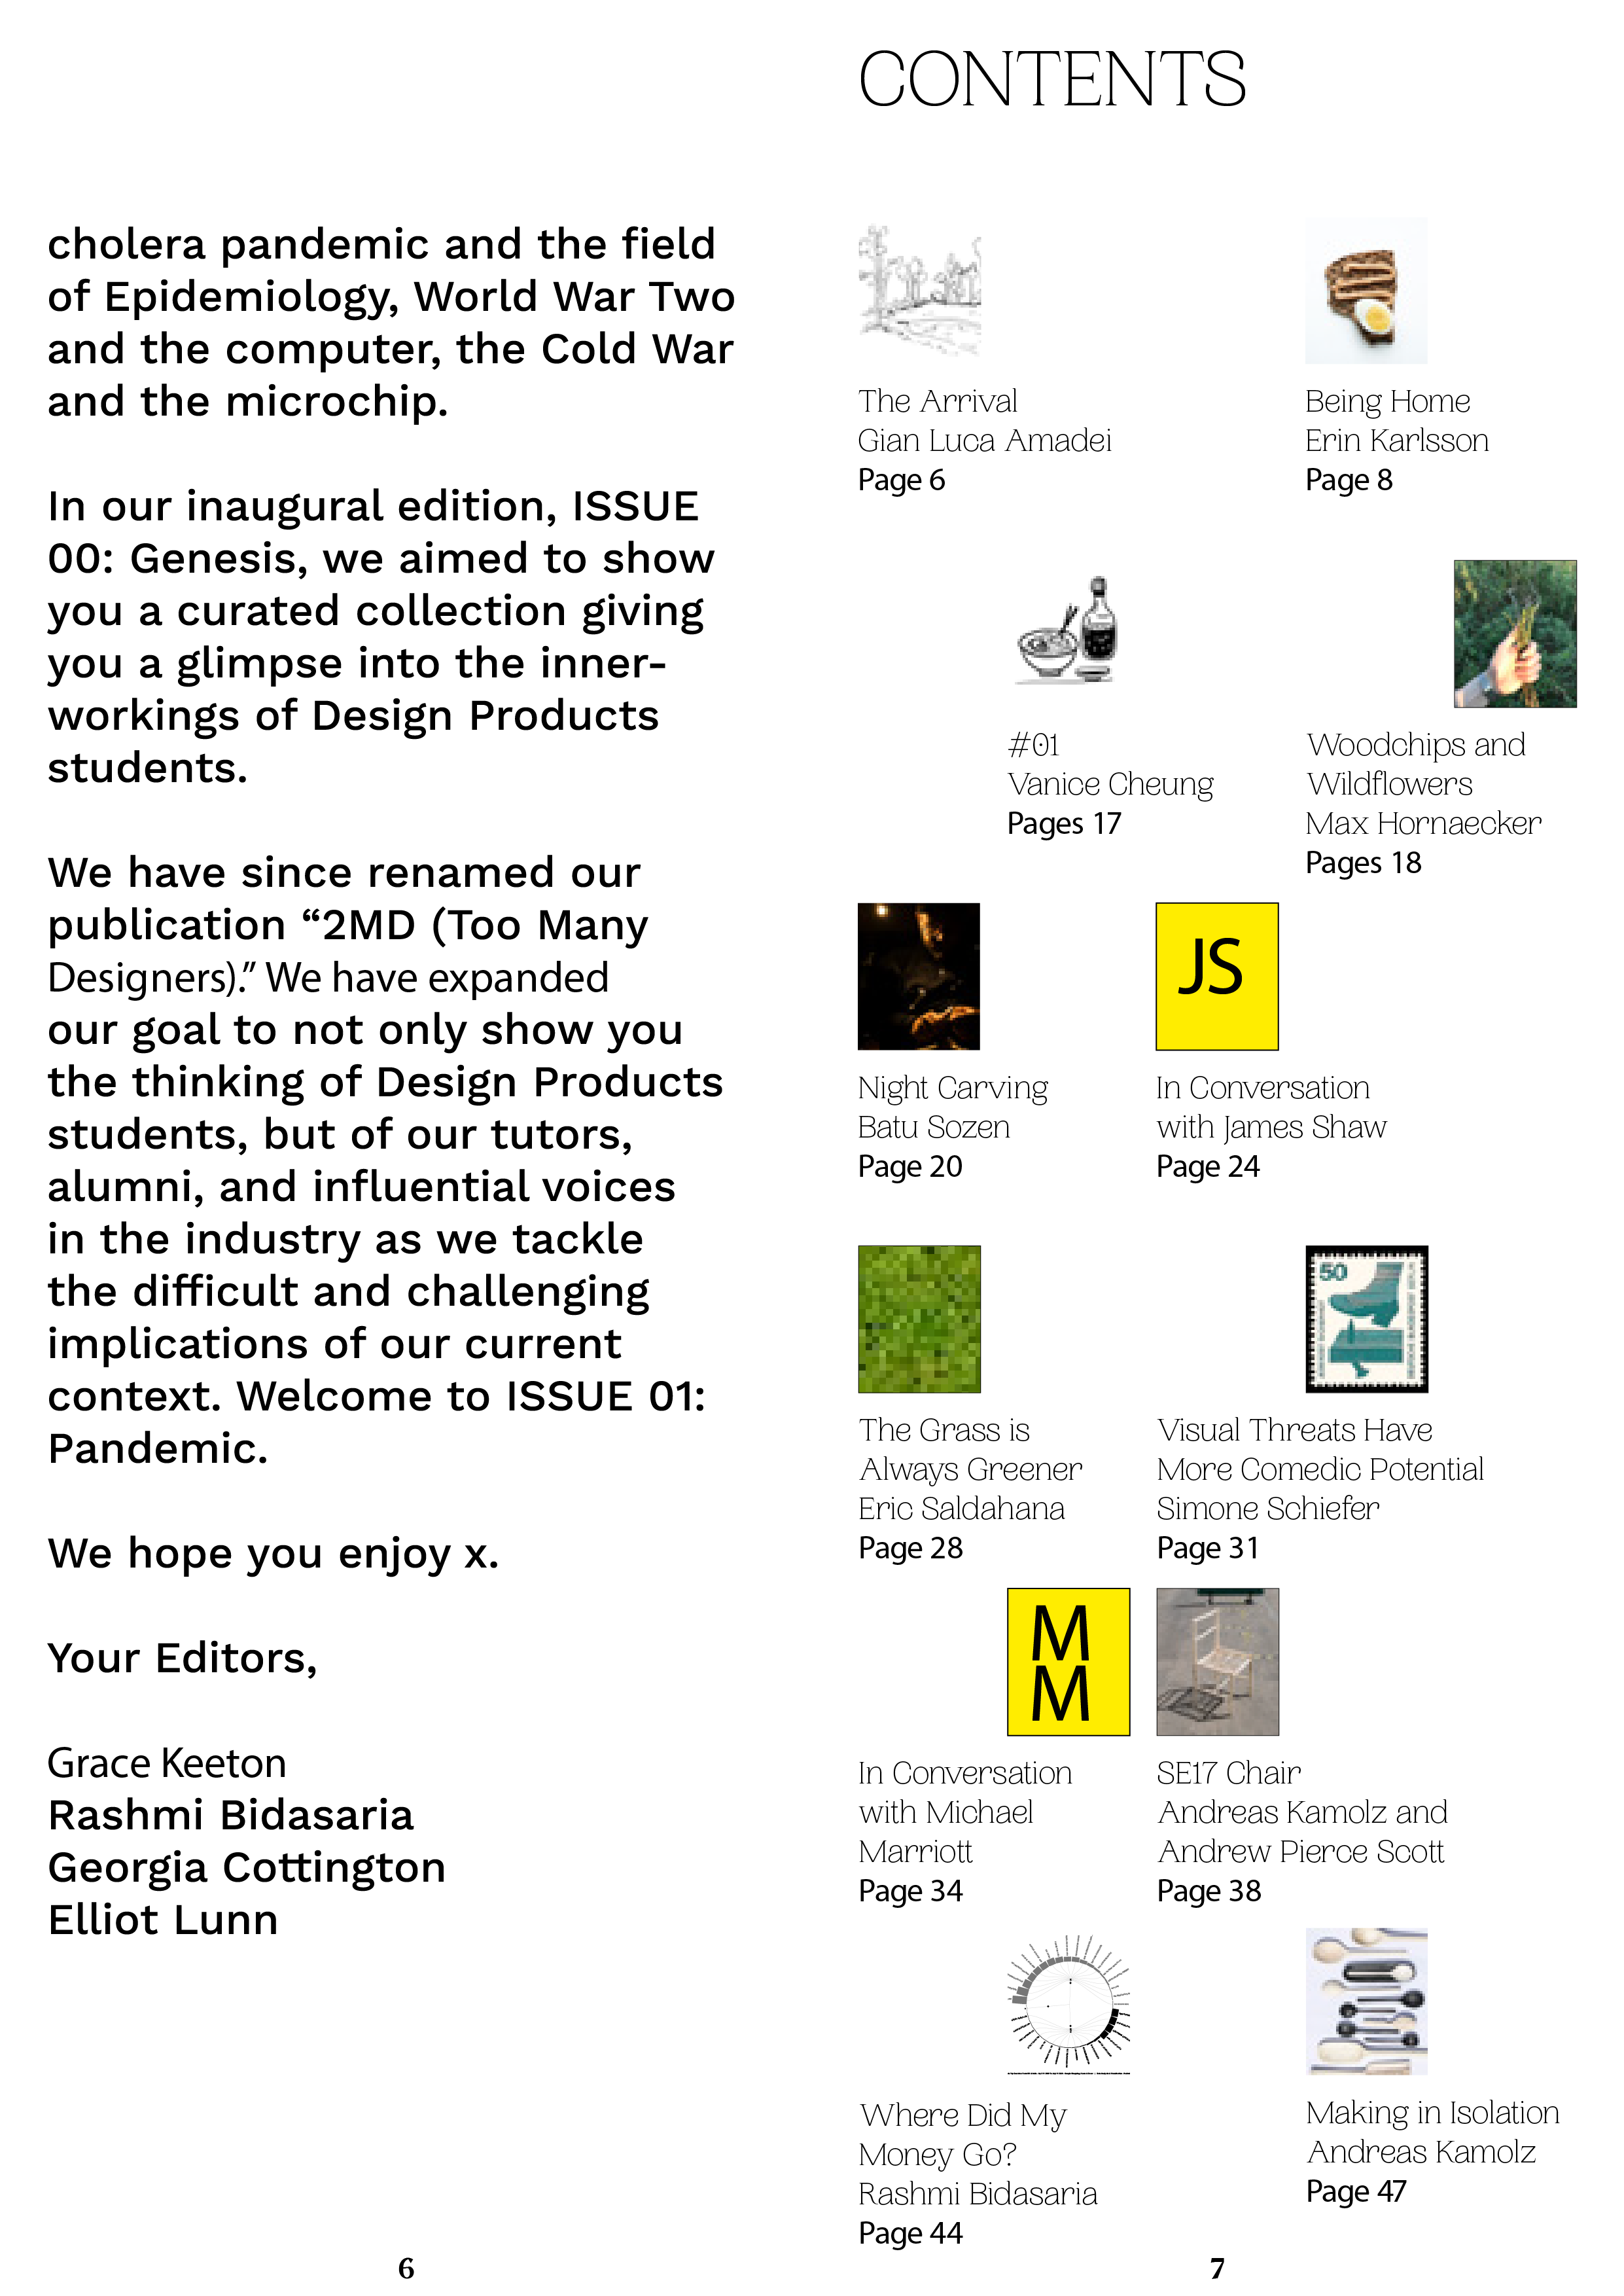 cholera pandemic and the field
of Epidemiology, World War Two
and the computer, the Cold War
and the microchip.
In our inaugural edition, ISSUE
00: Genesis, we aimed to show
you a curated collection giving
you a glimpse into the inner-
workings of Design Products
students.
We have since renamed our
publication “2MD (Too Many
Designers).” We have expanded
our goal to not only show you
the thinking of Design Products
students, but of our tutors,
alumni, and influential voices
in the industry as we tackle
the difficult and challenging
implications of our current
context. Welcome to ISSUE 01:
Pandemic.
We hope you enjoy x.
Your Editors,
Grace Keeton
Rashmi Bidasaria
Georgia Cottington
Elliot Lunn
6
CONTENTS
The Arrival
Gian Luca Amadei
Page 6
Being Home
Erin Karlsson
Page 8
#01
Vanice Cheung
Pages 17
Woodchips and
Wildflowers
Max Hornaecker
Pages 18
Night Carving
Batu Sozen
Page 20
JS
In Conversation
with James Shaw
Page 24
The Grass is
Always Greener
Eric Saldahana
Page 28
50
Visual Threats Have
More Comedic Potential
Simone Schiefer
Page 31
M
M
In Conversation
with Michael
Marriott
Page 34
SE17 Chair
Andreas Kamolz and
Andrew Pierce Scott
Page 38
Where Did My
Money Go?
Rashmi Bidasaria
Page 44
Making in Isolation
Andreas Kamolz
Page 47
7